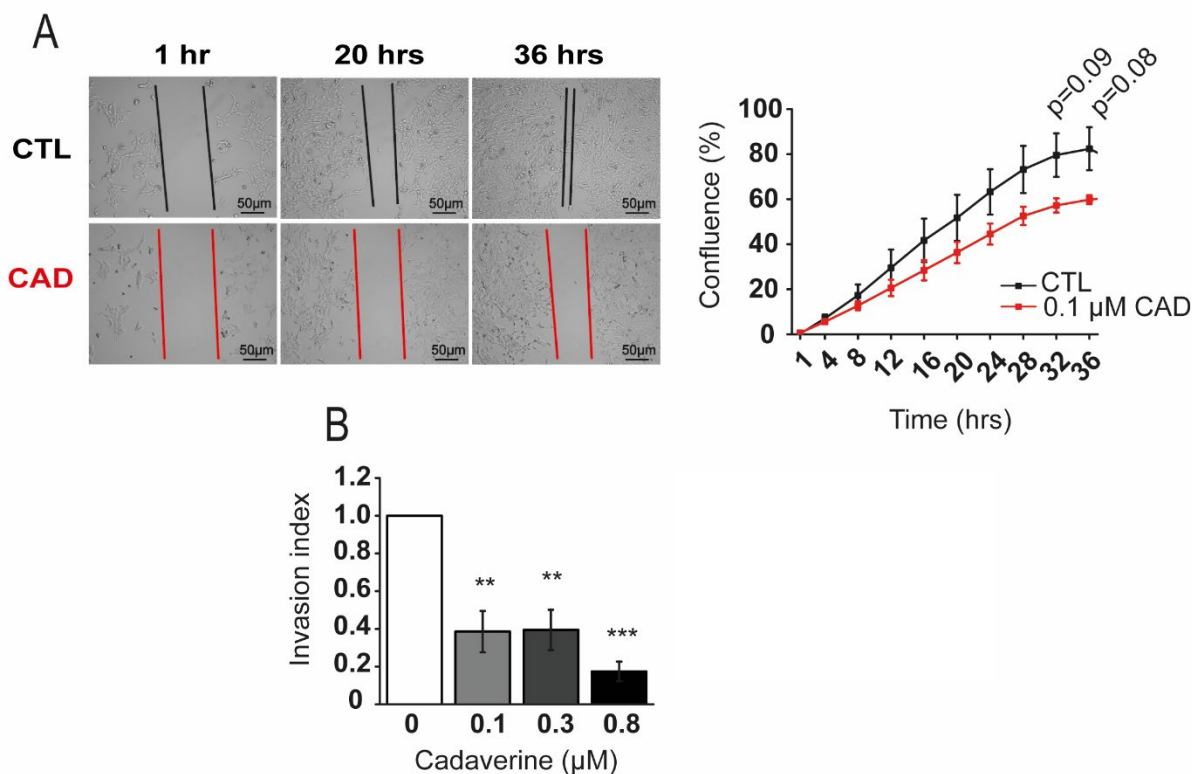 A
1 hr 20 hrs 36 hrs
CTL
50µm 50µm 50µm
CAD
50µm 50µm 50µm
p=0.09
p=0.08
100
80
60
40
20
0
Confluence (%)
CTL
0.1 µM CAD
1 4 8 12 16 20 24 28 32 36
Time (hrs)
B
1.2
1.0
0.8
0.6
0.4
0.2
0
Invasion index
** ** ***
0 0.1 0.3 0.8
Cadaverine (µM)